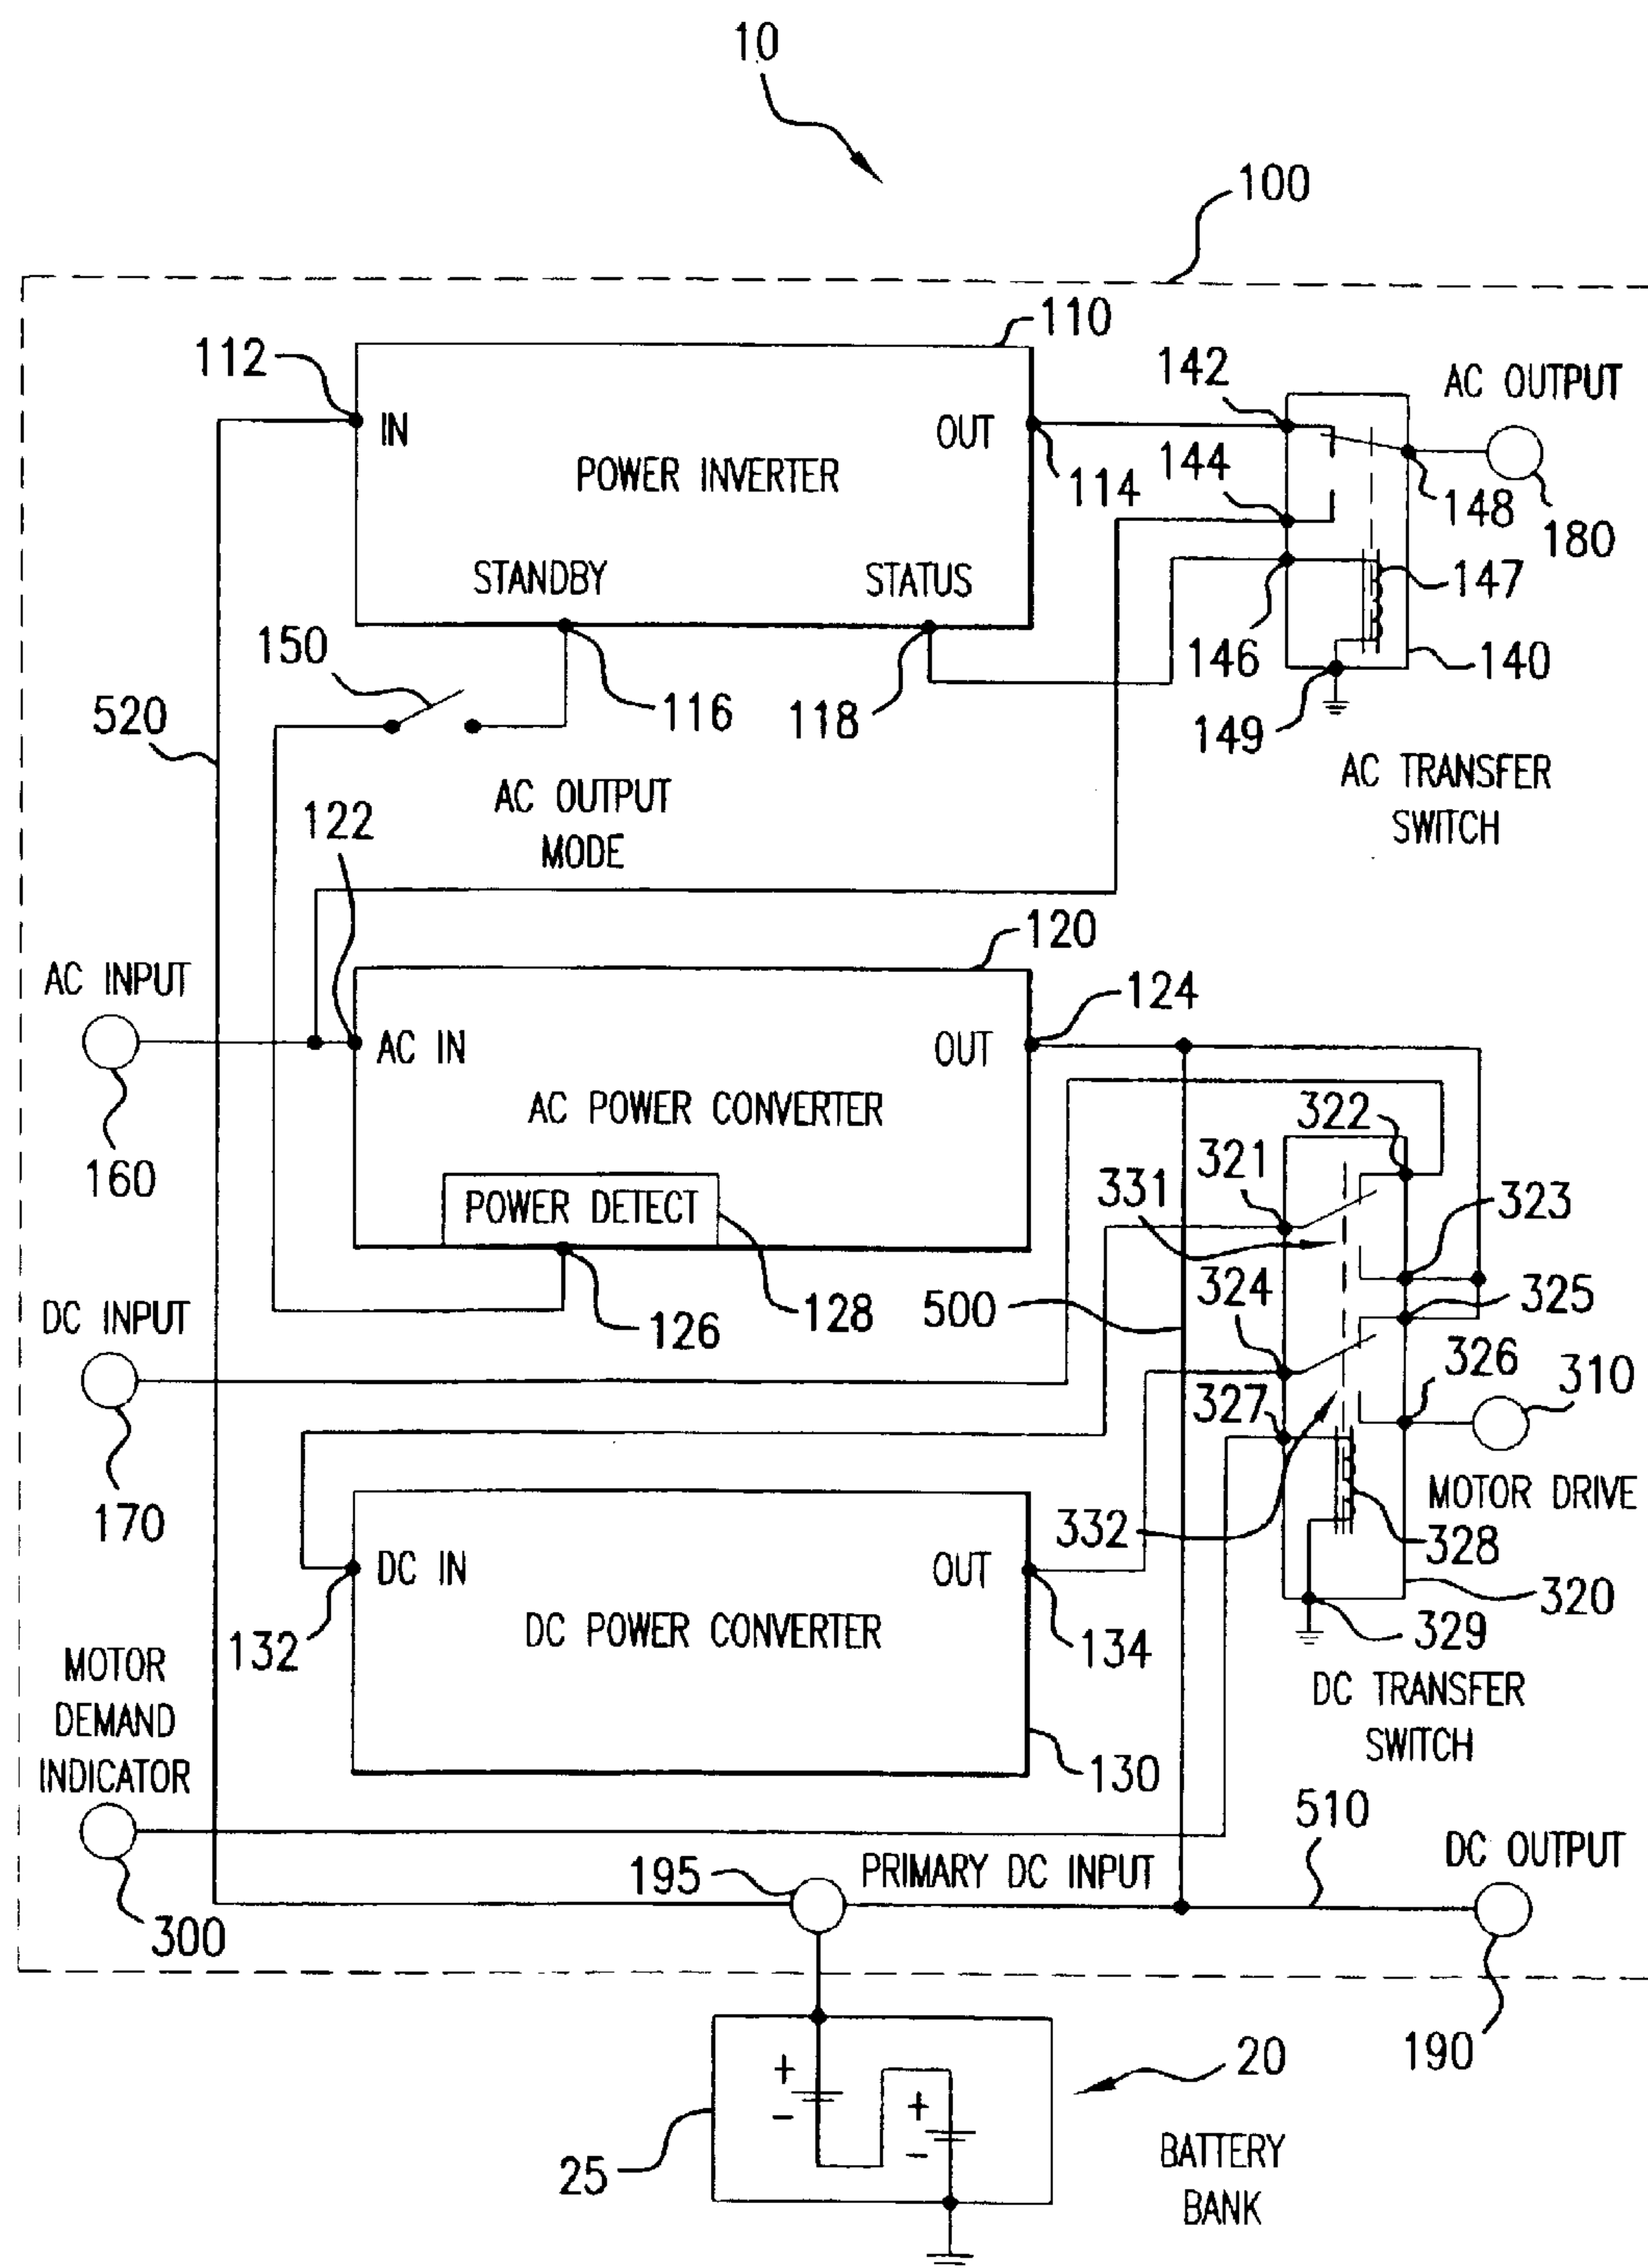 10
100
110
112
IN
OUT
POWER INVERTER
STANDBY
STATUS
114
116
118
142
144
146
147
148
149
140
AC OUTPUT
180
AC TRANSFER
SWITCH
150
520
AC OUTPUT
MODE
122
120
AC INPUT
160
AC IN
OUT
124
AC POWER CONVERTER
POWER DETECT
126
128
DC INPUT
170
500
331
321
322
323
324
325
326
310
327
332
MOTOR DRIVE
328
320
329
DC TRANSFER
SWITCH
DC IN
OUT
132
DC POWER CONVERTER
134
130
MOTOR
DEMAND
INDICATOR
300
195
PRIMARY DC INPUT
510
DC OUTPUT
190
20
25
+
-
+
-
BATTERY
BANK